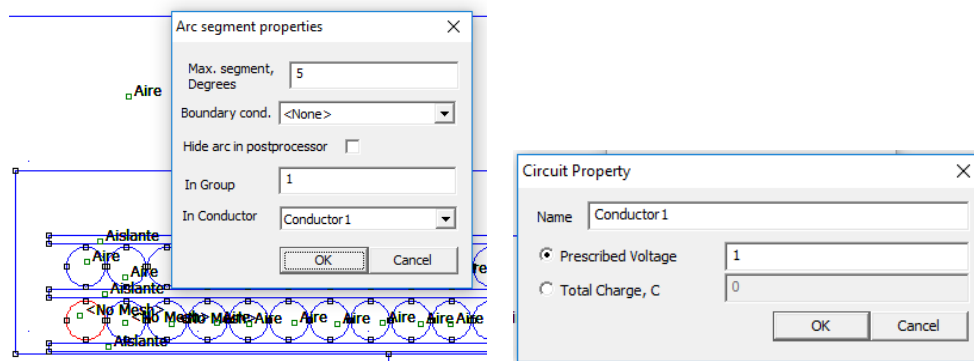 Arc segment properties
Max. segment, Degrees
5
Aire
Boundary cond. <None>
Hide arc in postprocessor
In Group
1
In Conductor
Conductor1
OK Cancel
Aislante
Aire
Aire
Aislante
<No Mesh>
Aire
Aire
Aire
Aire
Aire
Aislante
Circuit Property
Name Conductor1
Prescribed Voltage
1
Total Charge, C
0
OK Cancel